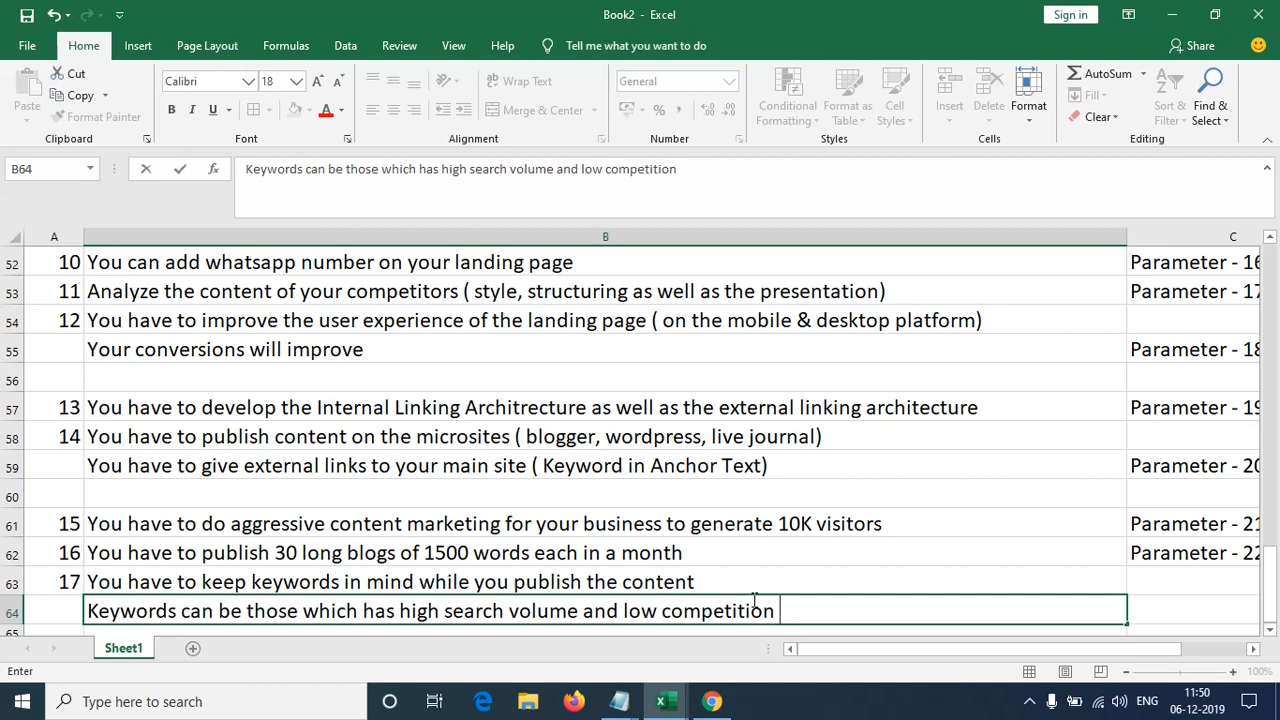 Book2 - Excel
Sign in
File Home Insert Page Layout Formulas Data Review View Help Tell me what you want to do Share
Paste
Cut
Copy
Format Painter
Clipboard
Calibri 18
B I U
Font
Wrap Text
Merge & Center
Alignment
General
Number
Conditional Formatting
Format as Table
Cell Styles
Styles
Insert Delete Format
Cells
AutoSum
Fill
Clear
Sort & Filter
Find & Select
Editing
B64 fx Keywords can be those which has high search volume and low competition
A B C
52 10 You can add whatsapp number on your landing page Parameter - 16
53 11 Analyze the content of your competitors ( style, structuring as well as the presentation) Parameter - 17
54 12 You have to improve the user experience of the landing page ( on the mobile & desktop platform)
55 Your conversions will improve Parameter - 18
56
57 13 You have to develop the Internal Linking Architrecture as well as the external linking architecture Parameter - 19
58 14 You have to publish content on the microsites ( blogger, wordpress, live journal)
59 You have to give external links to your main site ( Keyword in Anchor Text) Parameter - 20
60
61 15 You have to do aggressive content marketing for your business to generate 10K visitors Parameter - 21
62 16 You have to publish 30 long blogs of 1500 words each in a month Parameter - 22
63 17 You have to keep keywords in mind while you publish the content
64 Keywords can be those which has high search volume and low competition
65
Sheet1
Enter 100%
Type here to search
ENG
11:50
06-12-2019